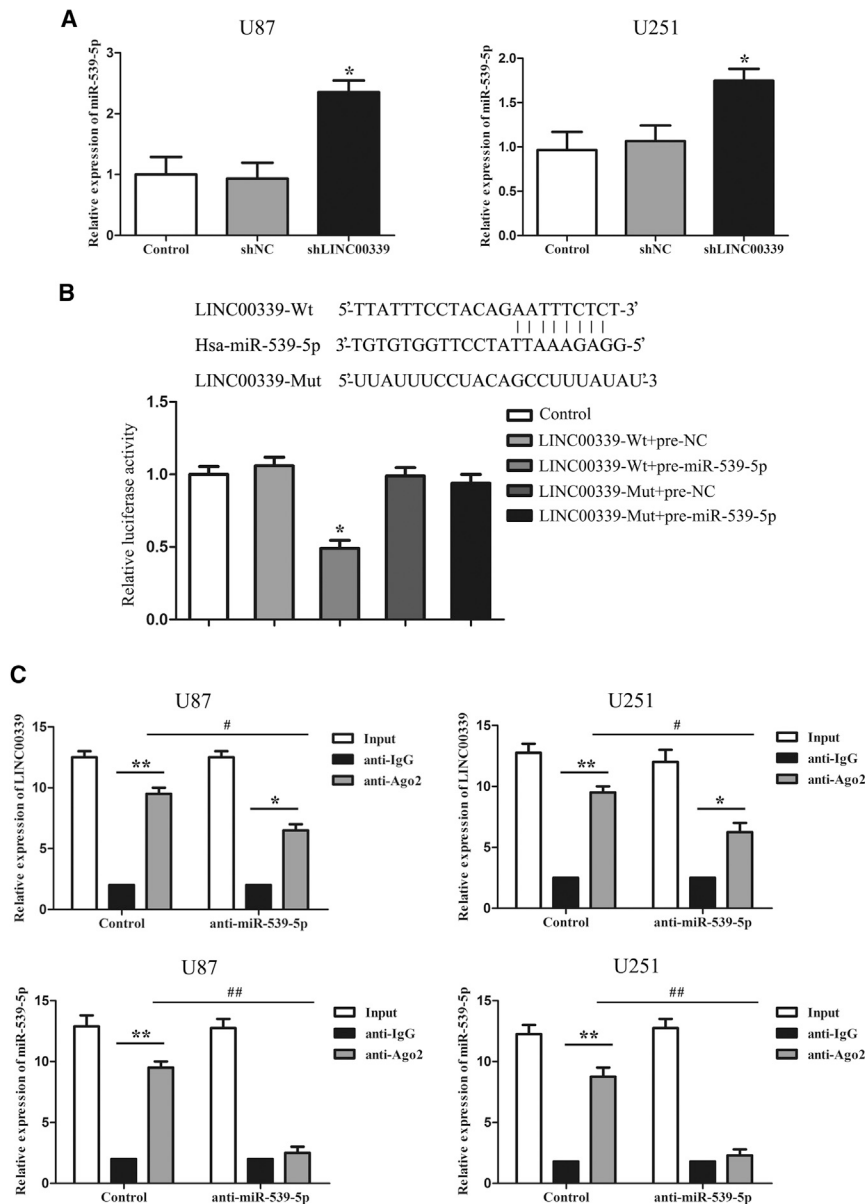 A
U87
U251
Relative expression of miR-539-5p
3
2
1
0
Control
shNC
shLINC00339
*
Relative expression of miR-539-5p
2.0
1.5
1.0
0.5
0.0
Control
shNC
shLINC00339
*
B
LINC00339-Wt 5'-TTATTTCCTACAGAATTTCTCT-3'
Hsa-miR-539-5p 3'-TGTGTGGTTCCTATTAAAGAGG-5'
LINC00339-Mut 5'-UUAUUUCCUACAGCCUUUAUAU-3
Relative luciferase activity
1.5
1.0
0.5
0.0
*
Control
LINC00339-Wt+pre-NC
LINC00339-Wt+pre-miR-539-5p
LINC00339-Mut+pre-NC
LINC00339-Mut+pre-miR-539-5p
C
U87
Relative expression of LINC00339
15
10
5
0
**
*
#
Control
anti-miR-539-5p
Input
anti-IgG
anti-Ago2
U251
Relative expression of LINC00339
15
10
5
0
**
*
#
Control
anti-miR-539-5p
Input
anti-IgG
anti-Ago2
U87
Relative expression of miR-539-5p
15
10
5
0
**
##
Control
anti-miR-539-5p
Input
anti-IgG
anti-Ago2
U251
Relative expression of miR-539-5p
15
10
5
0
**
##
Control
anti-miR-539-5p
Input
anti-IgG
anti-Ago2